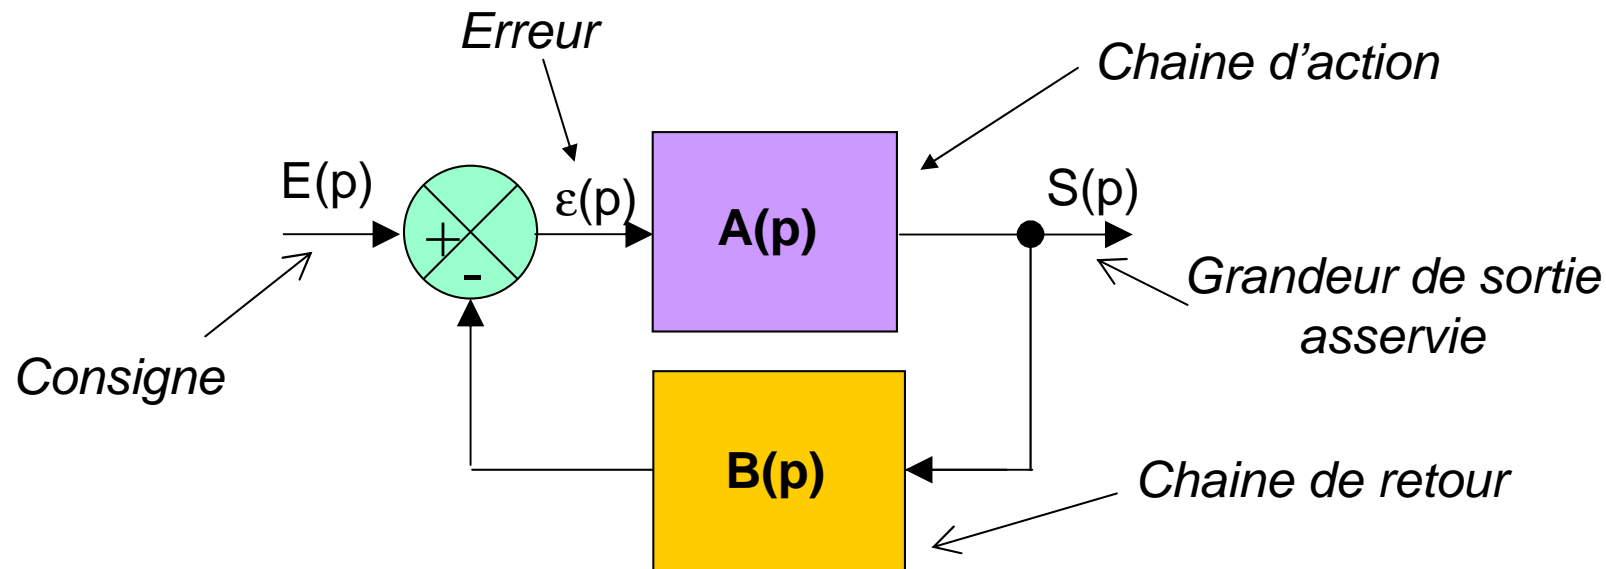 Erreur
Chaine d’action
E(p)
ε(p)
A(p)
S(p)
+
-
Grandeur de sortie
asservie
Consigne
B(p)
Chaine de retour